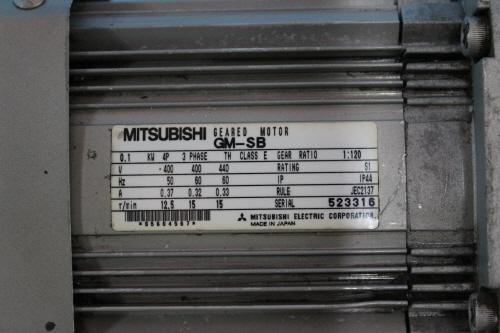 MITSUBISHI GEARED MOTOR
GM-SB
0.1 KW 4P 3 PHASE TH CLASS E GEAR RATIO 1:120
V 400 400 440 RATING S1
Hz 50 60 60 IP IP44
A 0.37 0.32 0.33 RULE JEC2137
r/min 12.5 15 15 SERIAL 523316
MITSUBISHI ELECTRIC CORPORATION
MADE IN JAPAN